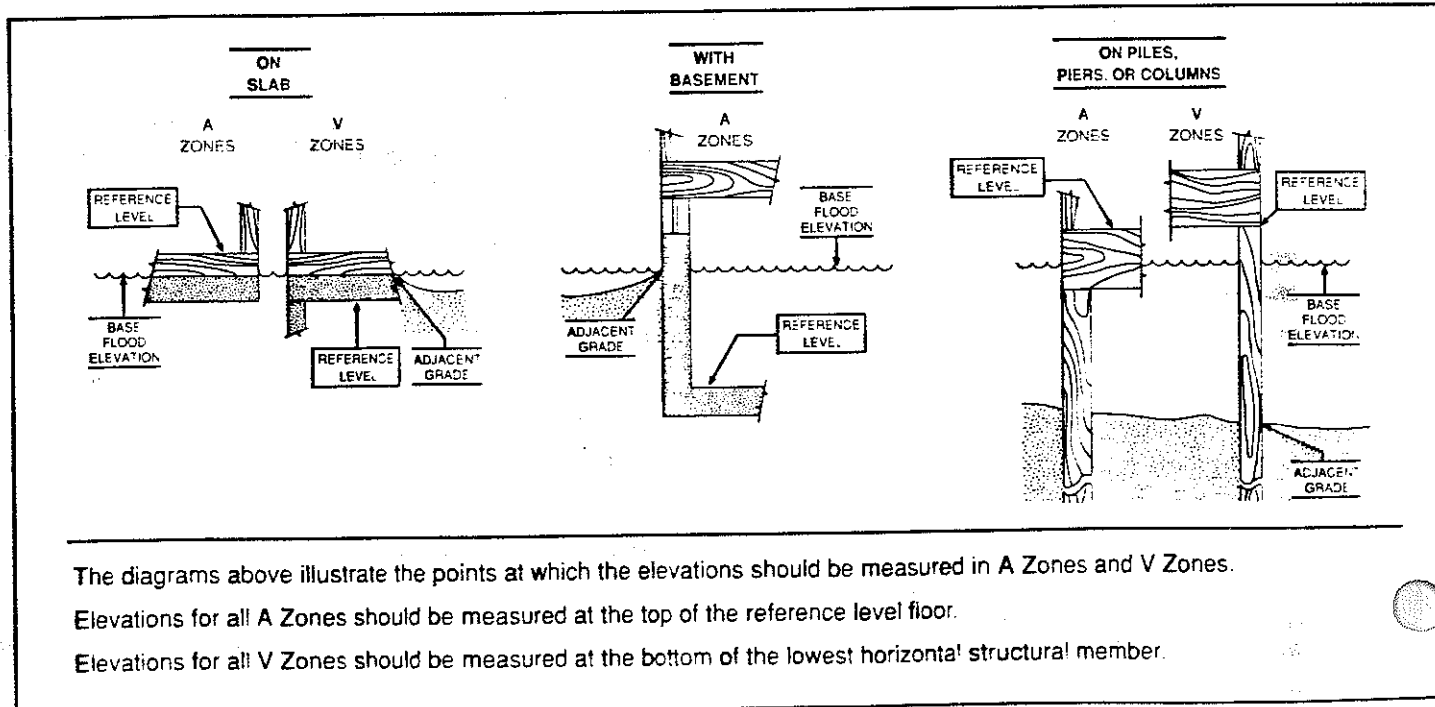 ON
SLAB
A
ZONES
V
ZONES
REFERENCE
LEVEL
BASE
FLOOD
ELEVATION
REFERENCE
LEVEL
ADJACENT
GRADE
WITH
BASEMENT
A
ZONES
BASE
FLOOD
ELEVATION
ADJACENT
GRADE
REFERENCE
LEVEL
ON PILES,
PIERS. OR COLUMNS
A
ZONES
V
ZONES
REFERENCE
LEVEL
REFERENCE
LEVEL
BASE
FLOOD
ELEVATION
ADJACENT
GRADE
The diagrams above illustrate the points at which the elevations should be measured in A Zones and V Zones.
Elevations for all A Zones should be measured at the top of the reference level floor.
Elevations for all V Zones should be measured at the bottom of the lowest horizontal structural member.